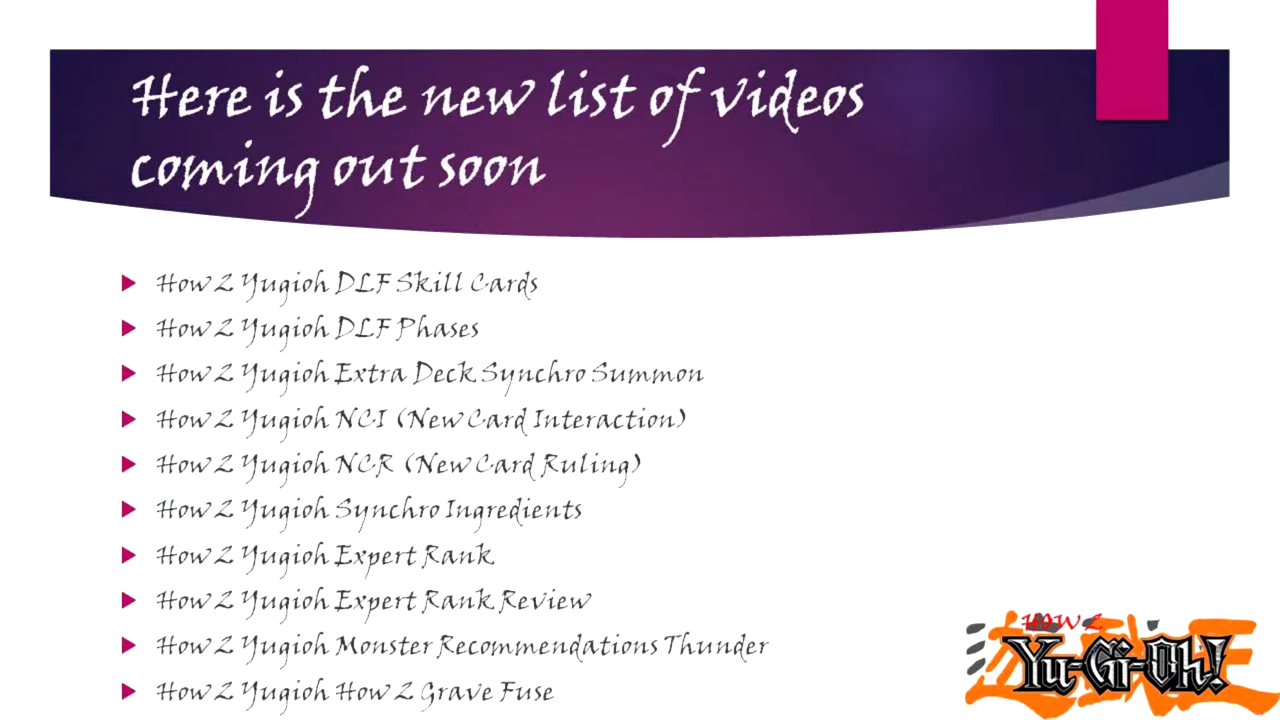 Here is the new list of videos
coming out soon
How 2 Yugioh DLF Skill Cards
How 2 Yugioh DLF Phases
How 2 Yugioh Extra Deck Synchro Summon
How 2 Yugioh NCI (New Card Interaction)
How 2 Yugioh NCR (New Card Ruling)
How 2 Yugioh Synchro Ingredients
How 2 Yugioh Expert Rank
How 2 Yugioh Expert Rank Review
How 2 Yugioh Monster Recommendations Thunder
How 2 Yugioh How 2 Grave Fuse
HOW 2
Yu-Gi-Oh!